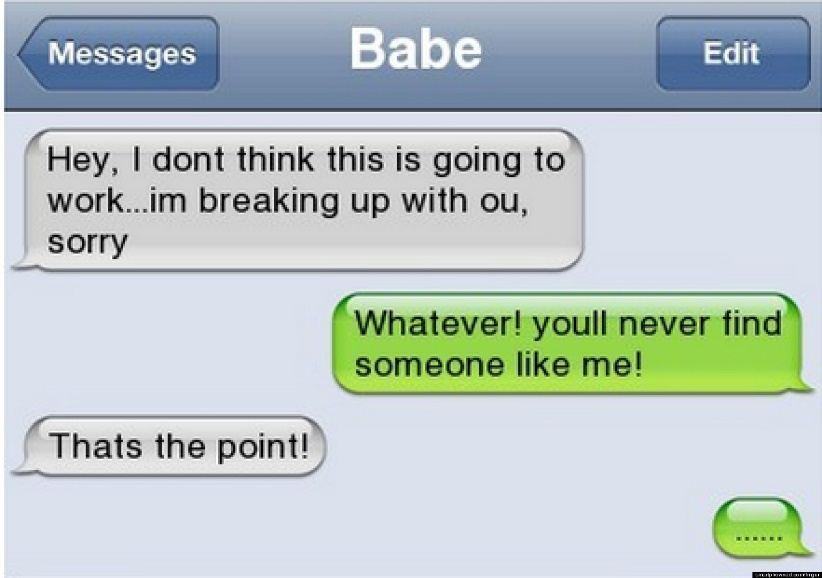 Messages
Babe
Edit
Hey, I dont think this is going to
work...im breaking up with ou,
sorry
Whatever! youll never find
someone like me!
Thats the point!
......